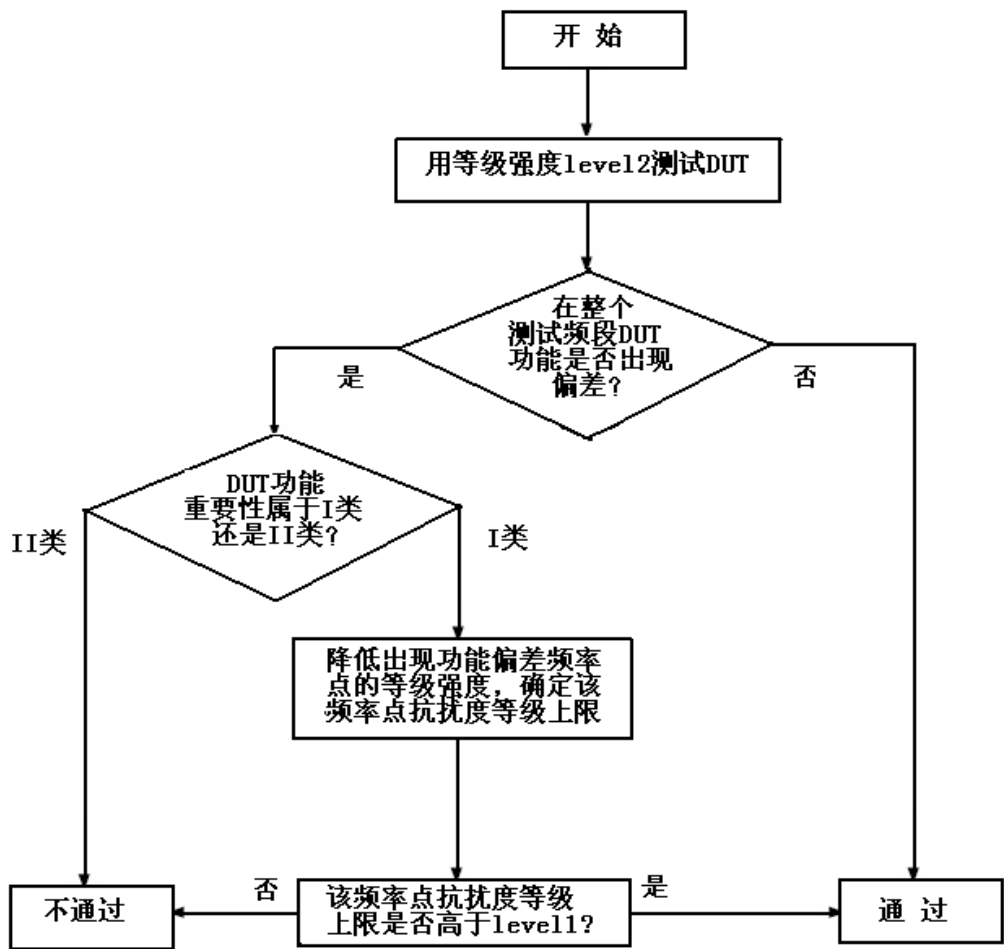 开 始
用等级强度level2测试DUT
在整个
测试频段DUT
功能是否出现
偏差?
是
否
DUT功能
重要性属于I类
还是II类?
II类
I类
降低出现功能偏差频率
点的等级强度, 确定该
频率点抗扰度等级上限
不通过
否
该频率点抗扰度等级
上限是否高于level1?
是
通 过